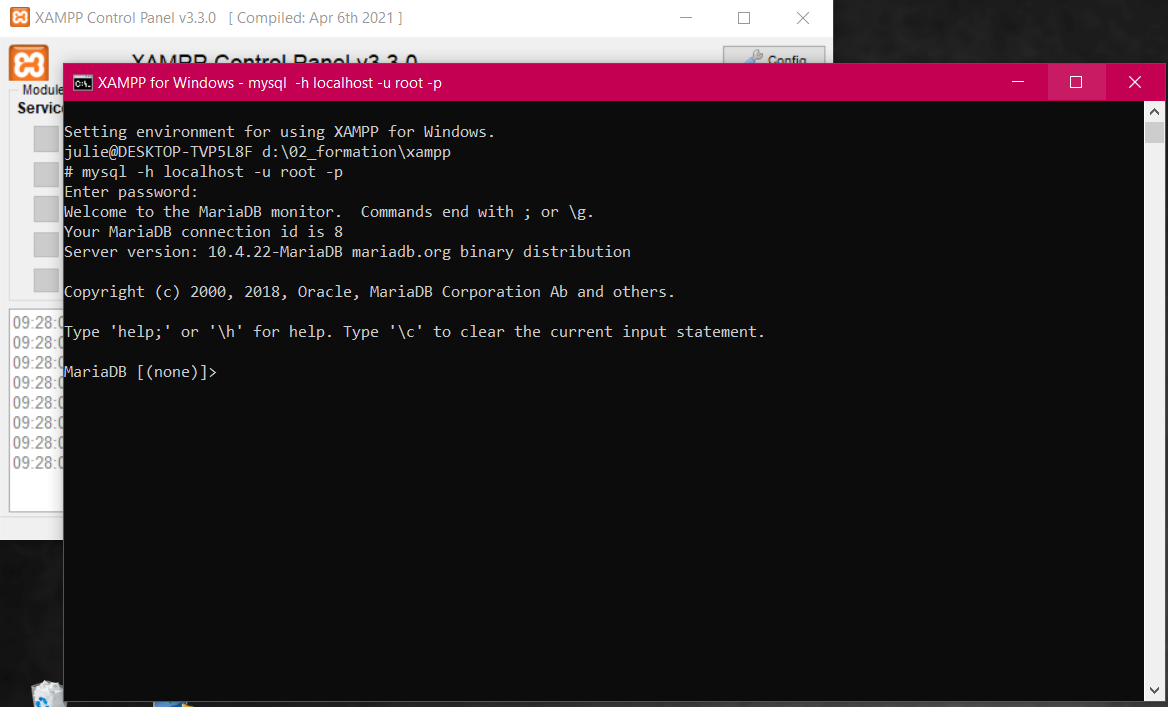 XAMPP Control Panel v3.3.0 [ Compiled: Apr 6th 2021 ]
XAMPP Control Panel v3.3.0
Config
XAMPP for Windows - mysql -h localhost -u root -p
Setting environment for using XAMPP for Windows.
julie@DESKTOP-TVP5L8F d:\02_formation\xampp
# mysql -h localhost -u root -p
Enter password:
Welcome to the MariaDB monitor.  Commands end with ; or \g.
Your MariaDB connection id is 8
Server version: 10.4.22-MariaDB mariadb.org binary distribution
Copyright (c) 2000, 2018, Oracle, MariaDB Corporation Ab and others.
Type 'help;' or '\h' for help. Type '\c' to clear the current input statement.
MariaDB [(none)]>
09:28:0
09:28:0
09:28:0
09:28:0
09:28:0
09:28:0
09:28:0
09:28:0